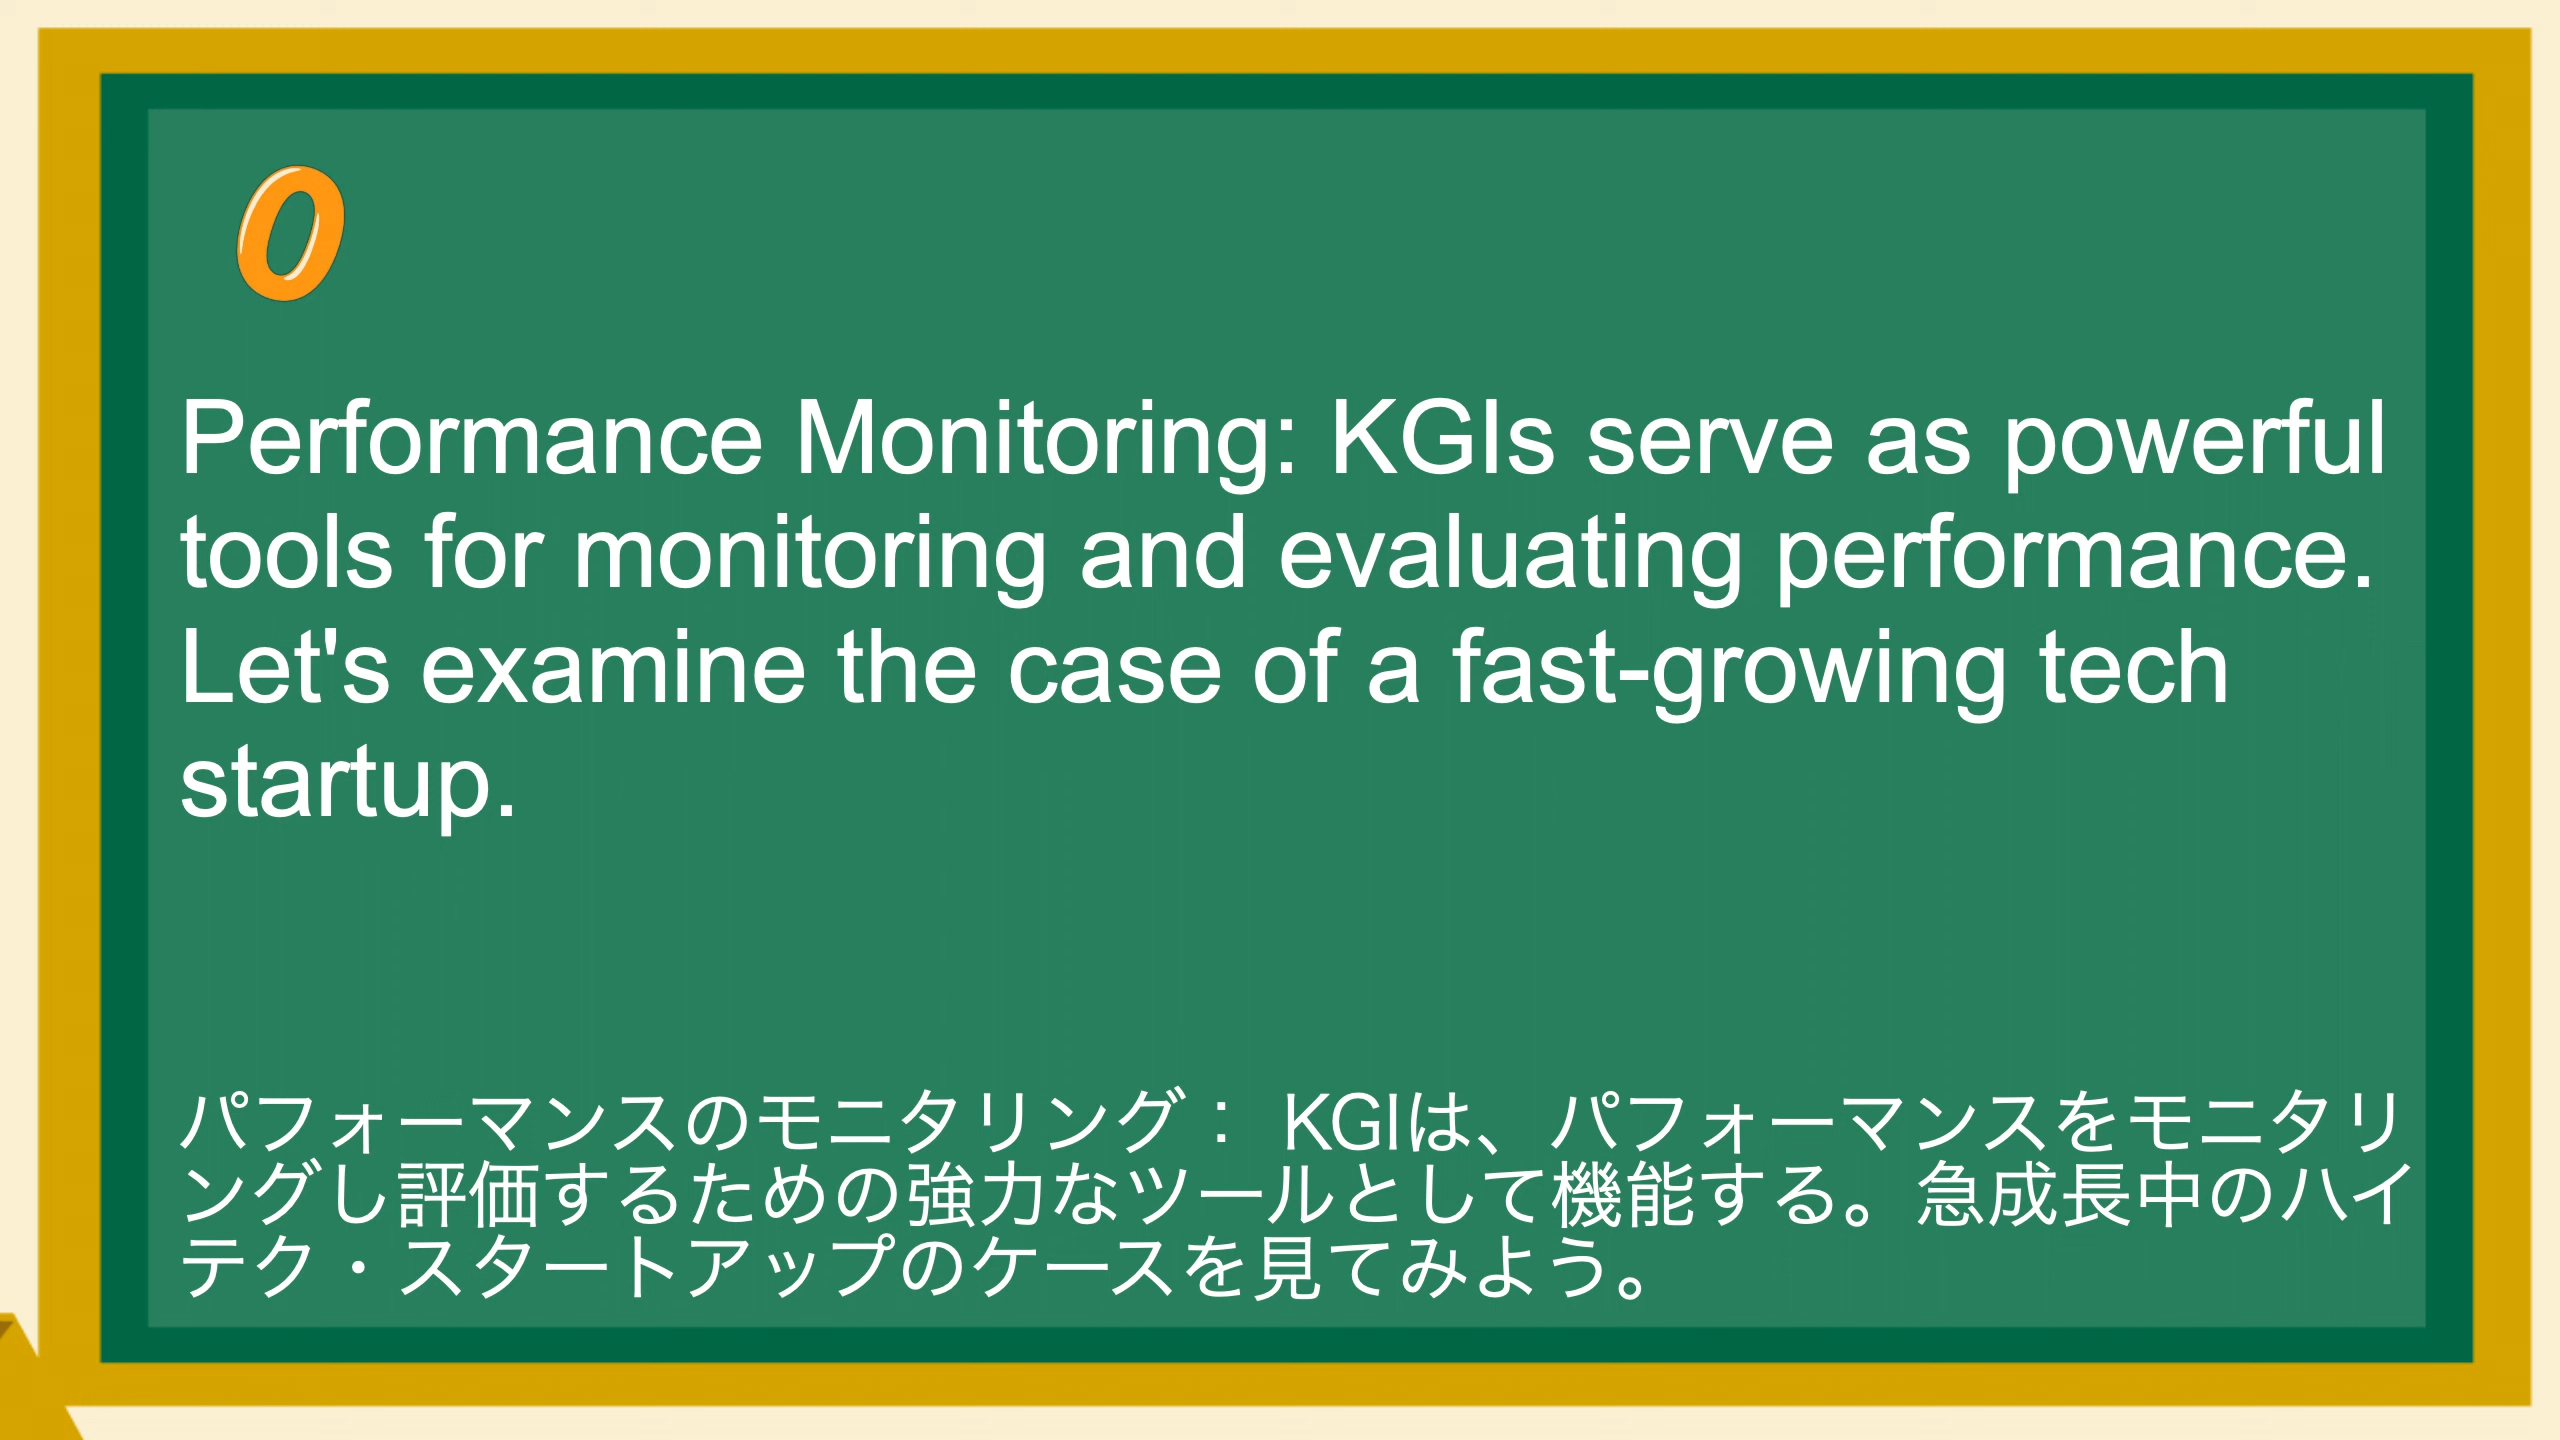 0
Performance Monitoring: KGIs serve as powerful
tools for monitoring and evaluating performance.
Let's examine the case of a fast-growing tech
startup.
パフォーマンスのモニタリング： KGIは、パフォーマンスをモニタリ
ングし評価するための強力なツールとして機能する。急成長中のハイ
テク・スタートアップのケースを見てみよう。